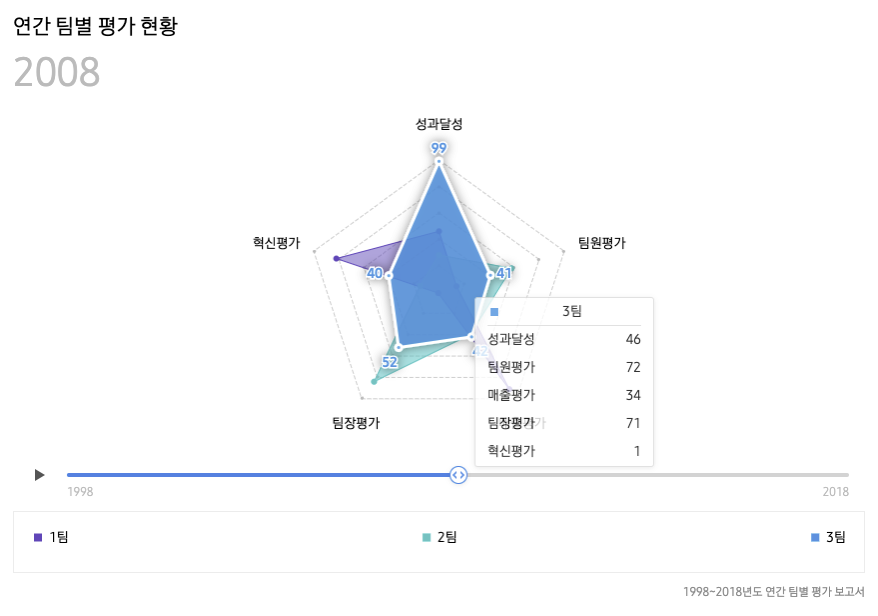 연간 팀별 평가 현황
2008
성과달성
99
혁신평가
팀원평가
40
41
52
42
팀장평가
3팀
성과달성 46
팀원평가 72
매출평가 34
팀장평가 71
혁신평가 1
1998
2018
1팀
2팀
3팀
1998~2018년도 연간 팀별 평가 보고서